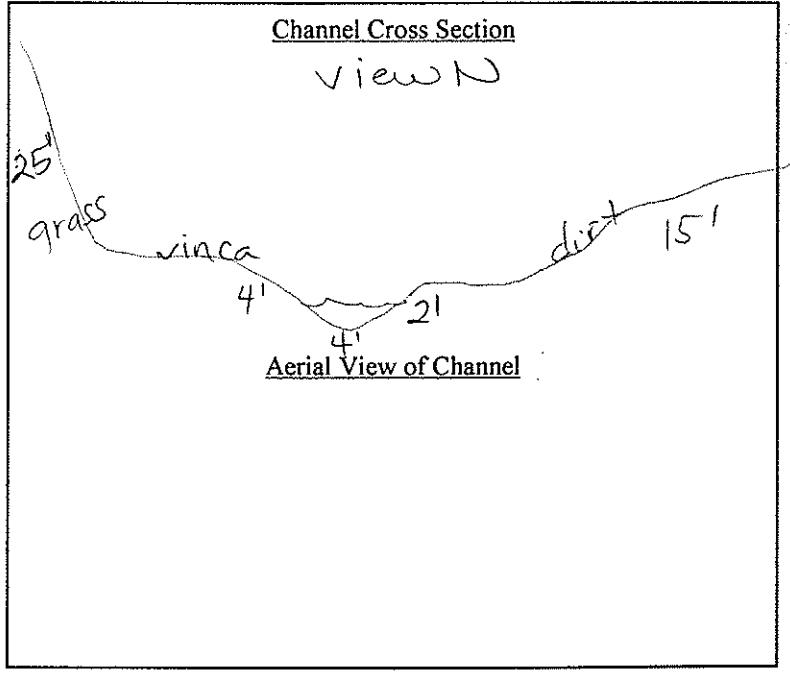 Channel Cross Section
view N
25'
grass
vinca
dirt
15'
4'
2'
4'
Aerial View of Channel